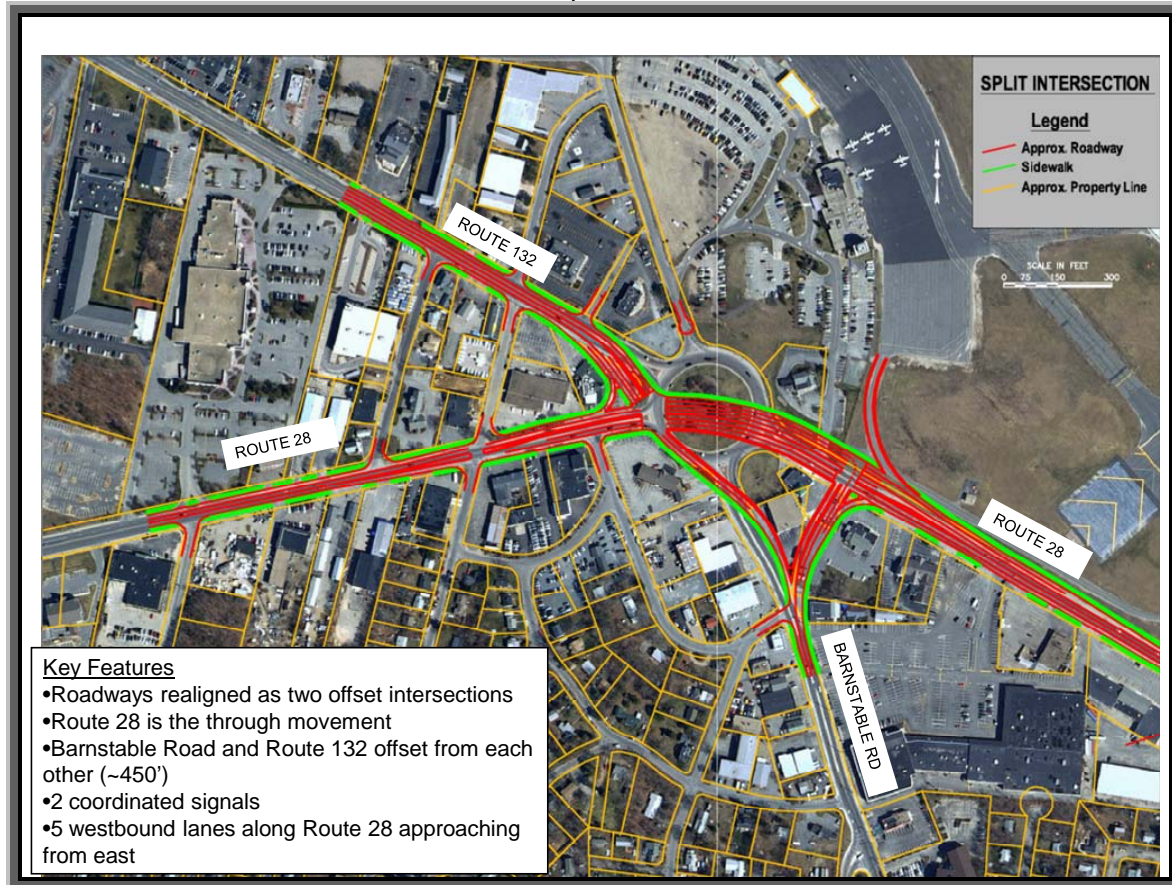 SPLIT INTERSECTION
Legend
Approx. Roadway
Sidewalk
Approx. Property Line
N
SCALE IN FEET
0 75 150 300
ROUTE 132
ROUTE 28
ROUTE 28
BARNSTABLE RD
Key Features
•Roadways realigned as two offset intersections
•Route 28 is the through movement
•Barnstable Road and Route 132 offset from each
other (~450')
•2 coordinated signals
•5 westbound lanes along Route 28 approaching
from east